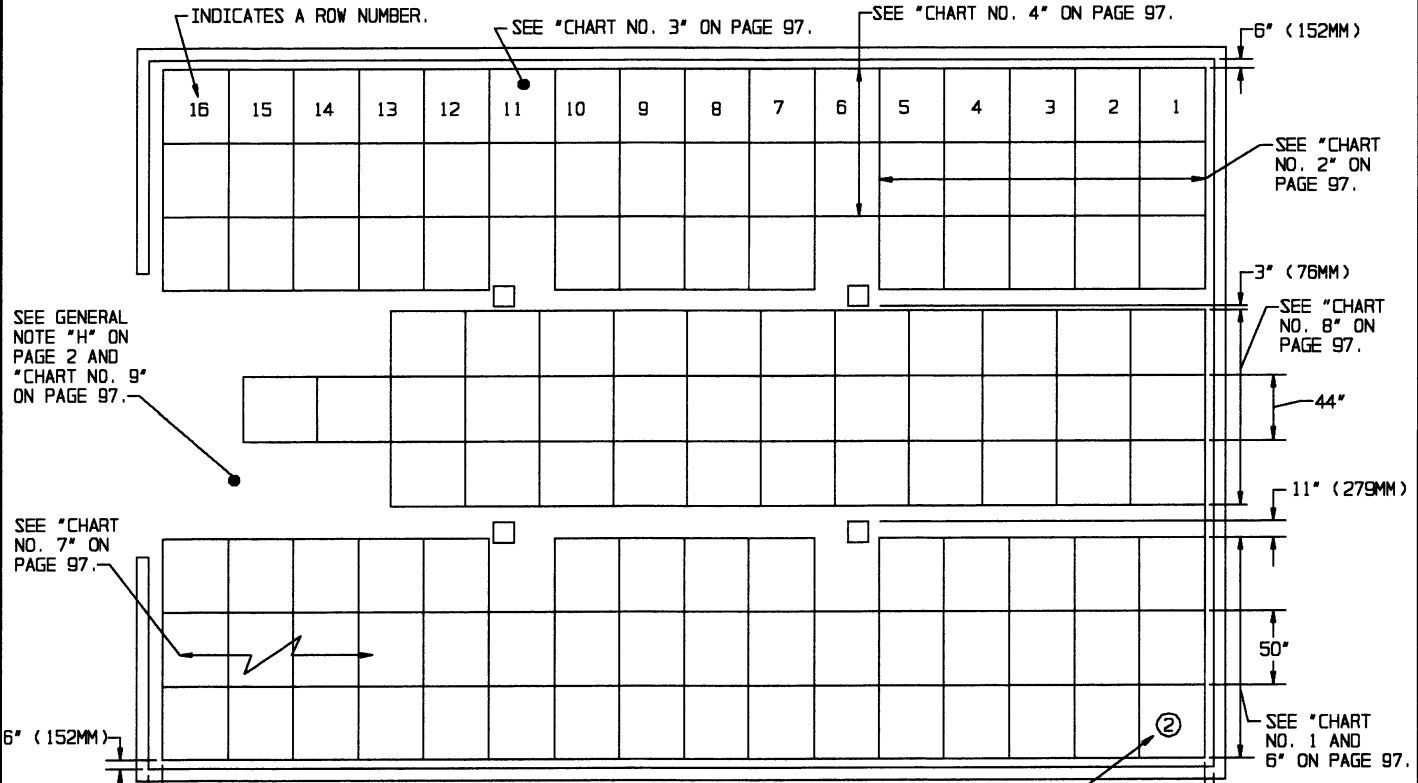 INDICATES A ROW NUMBER.
SEE "CHART NO. 3" ON PAGE 97.
SEE "CHART NO. 4" ON PAGE 97.
6" (152MM)
16 15 14 13 12 11 10 9 8 7 6 5 4 3 2 1
SEE "CHART
NO. 2" ON
PAGE 97.
3" (76MM)
SEE "CHART
NO. 8" ON
PAGE 97.
SEE GENERAL
NOTE "H" ON
PAGE 2 AND
"CHART NO. 9"
ON PAGE 97.
44"
11" (279MM)
SEE "CHART
NO. 7" ON
PAGE 97.
50"
2
SEE "CHART
NO. 1 AND
6" ON PAGE 97.
6" (152MM)